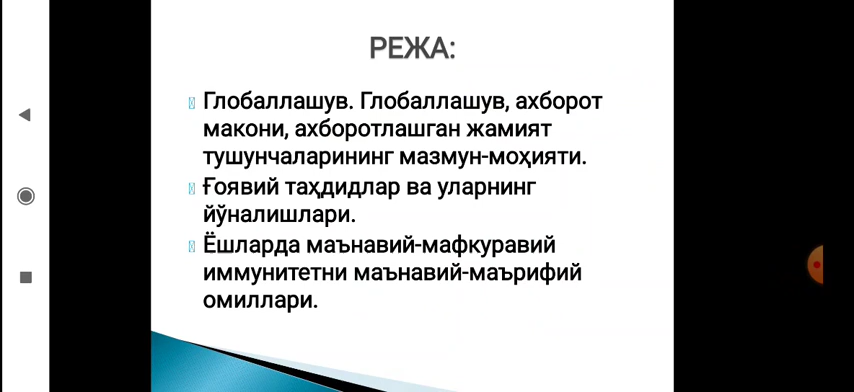 РЕЖА:
Глобаллашув. Глобаллашув, ахборот
макони, ахборотлашган жамият
тушунчаларининг мазмун-моҳияти.
Ғоявий таҳдидлар ва уларнинг
йўналишлари.
Ёшларда маънавий-мафкуравий
иммунитетни маънавий-маърифий
омиллари.